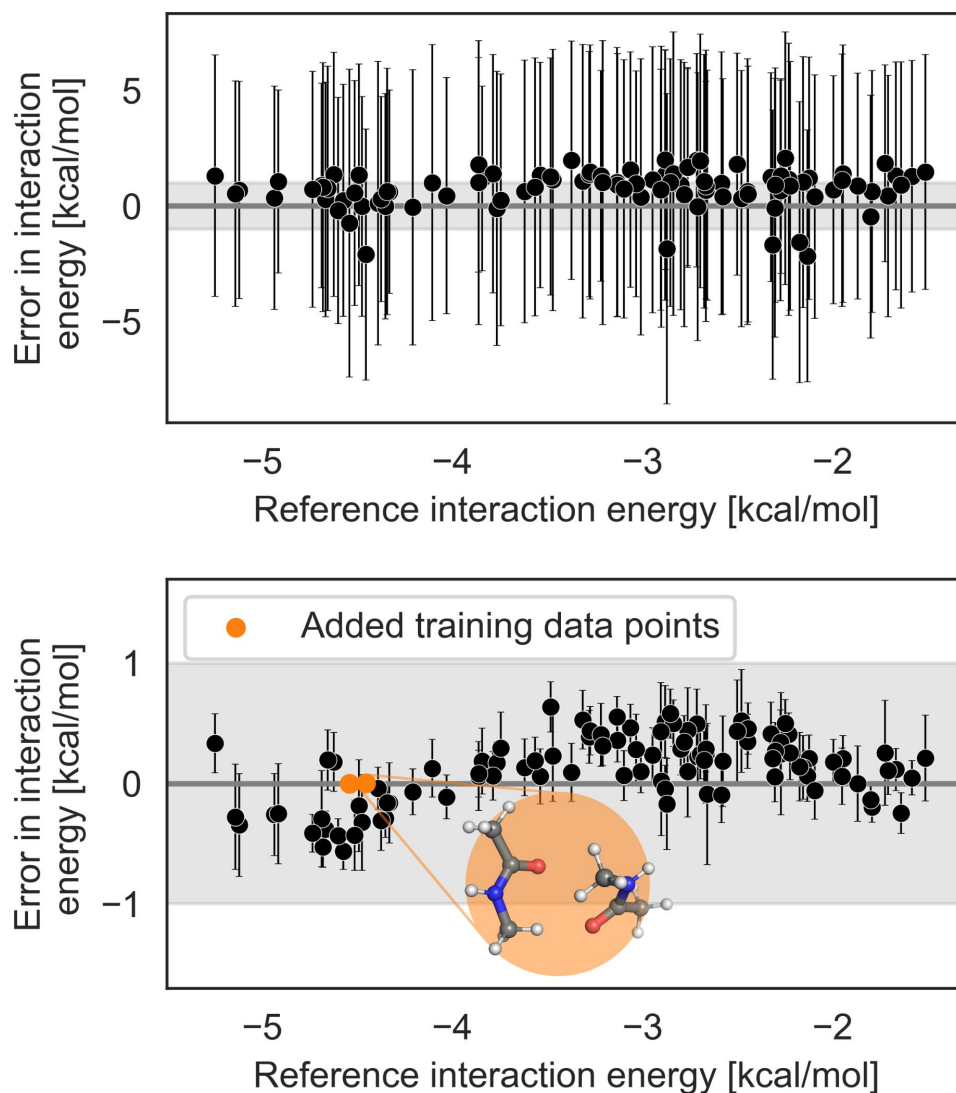 Error in interaction
energy [kcal/mol]
5
0
−5
−5 −4 −3 −2
Reference interaction energy [kcal/mol]
Error in interaction
energy [kcal/mol]
Added training data points
1
0
−1
−5 −4 −3 −2
Reference interaction energy [kcal/mol]